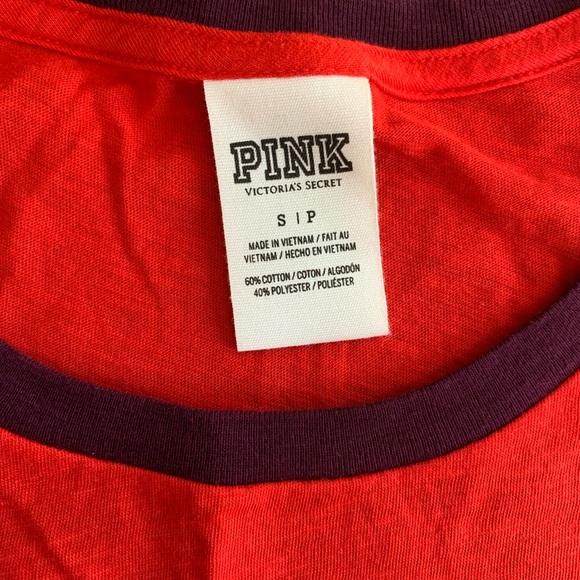 PINK
VICTORIA'S SECRET
S | P
MADE IN VIETNAM / FAIT AU
VIETNAM / HECHO EN VIETNAM
60% COTTON / COTON / ALGODÓN
40% POLYESTER / POLIÉSTER